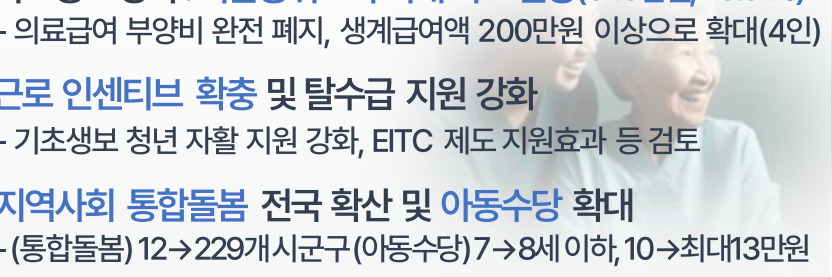 - 의료급여 부양비 완전 폐지, 생계급여액 200만원 이상으로 확대(4인)
근로 인센티브 확충 및 탈수급 지원 강화
- 기초생보 청년 자활 지원 강화, EITC 제도 지원효과 등 검토
지역사회 통합돌봄 전국 확산 및 아동수당 확대
- (통합돌봄) 12→229개 시군구 (아동수당) 7→8세 이하, 10→최대13만원